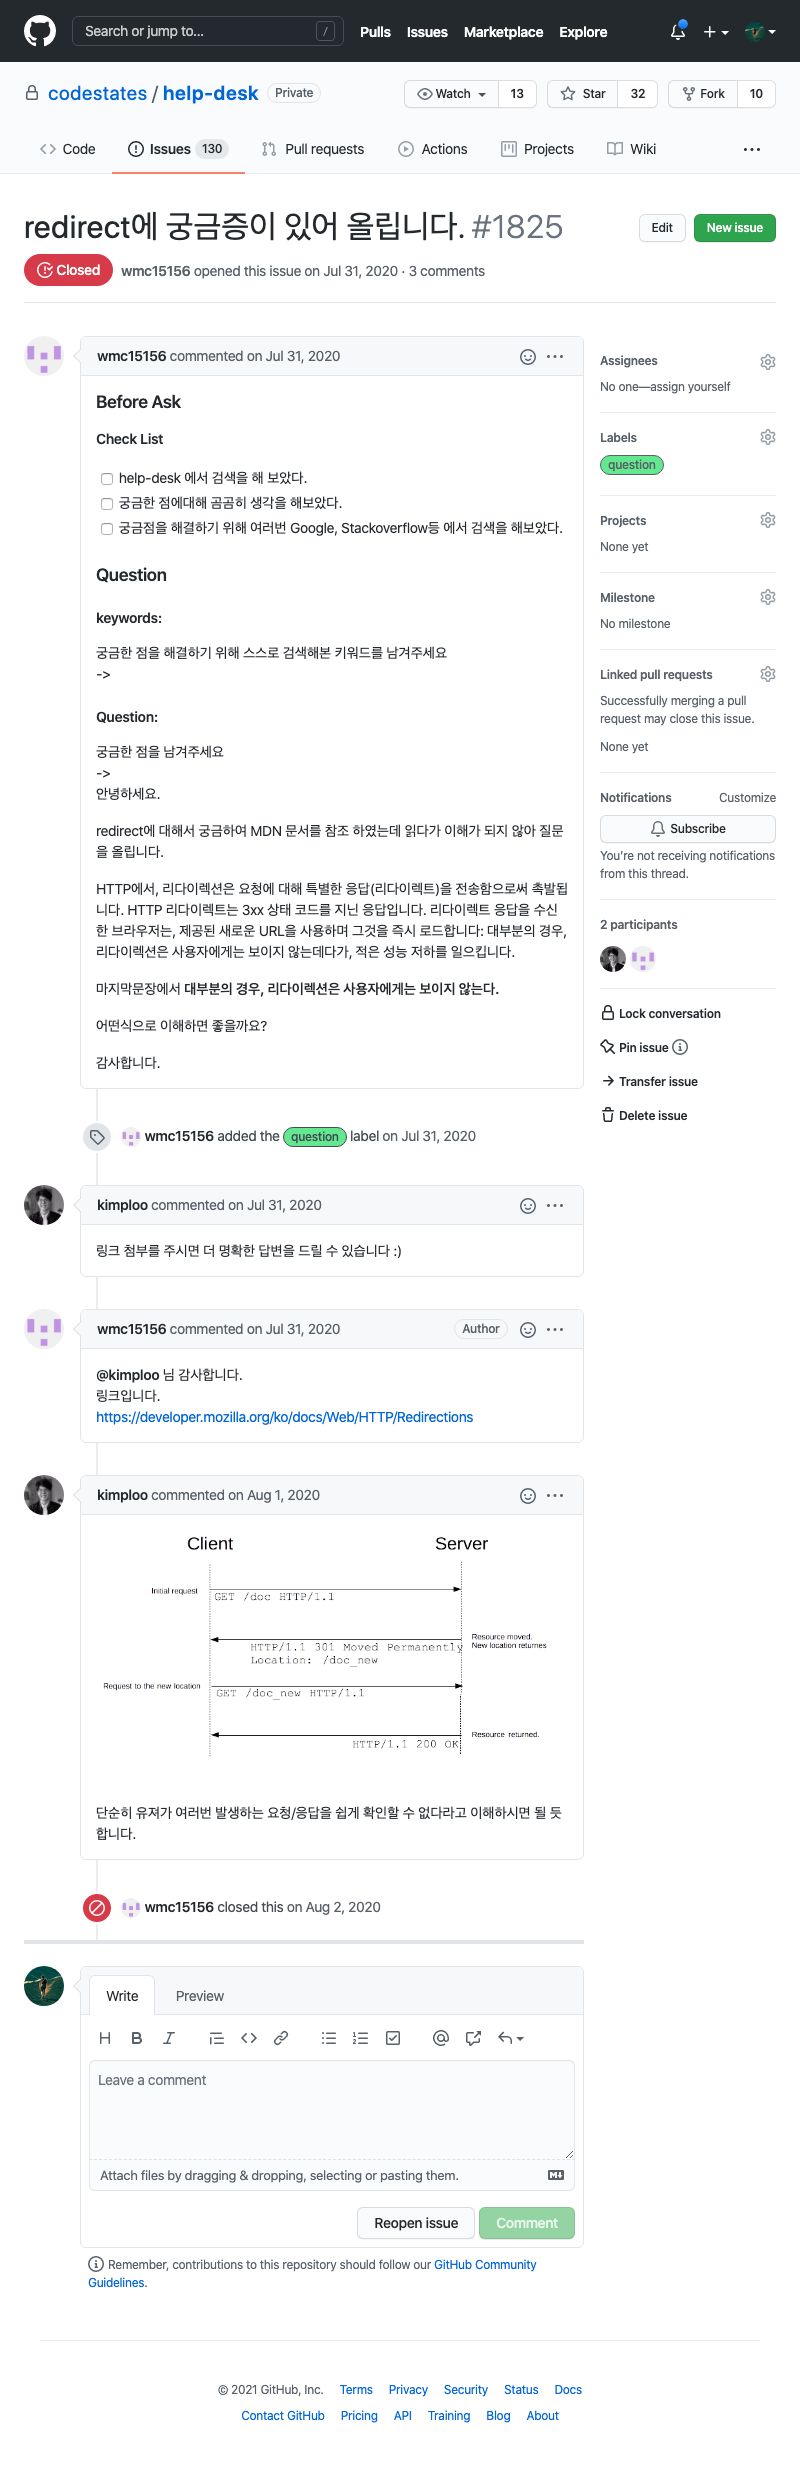 Search or jump to... /
Pulls Issues Marketplace Explore
codestates / help-desk Private
Watch 13 Star 32 Fork 10
Code Issues 130 Pull requests Actions Projects Wiki ...
redirect에 궁금증이 있어 올립니다. #1825
Edit New issue
Closed wmc15156 opened this issue on Jul 31, 2020 · 3 comments
wmc15156 commented on Jul 31, 2020
Before Ask
Check List
help-desk 에서 검색을 해 보았다.
궁금한 점에대해 곰곰히 생각을 해보았다.
궁금점을 해결하기 위해 여러번 Google, Stackoverflow등 에서 검색을 해보았다.
Question
keywords:
궁금한 점을 해결하기 위해 스스로 검색해본 키워드를 남겨주세요
->
Question:
궁금한 점을 남겨주세요
->
안녕하세요.
redirect에 대해서 궁금하여 MDN 문서를 참조 하였는데 읽다가 이해가 되지 않아 질문
을 올립니다.
HTTP에서, 리다이렉션은 요청에 대해 특별한 응답(리다이렉트)을 전송함으로써 촉발됩
니다. HTTP 리다이렉트는 3xx 상태 코드를 지닌 응답입니다. 리다이렉트 응답을 수신
한 브라우저는, 제공된 새로운 URL을 사용하며 그것을 즉시 로드합니다: 대부분의 경우,
리다이렉션은 사용자에게는 보이지 않는데다가, 적은 성능 저하를 일으킵니다.
마지막문장에서 대부분의 경우, 리다이렉션은 사용자에게는 보이지 않는다.
어떤식으로 이해하면 좋을까요?
감사합니다.
Assignees
No one—assign yourself
Labels
question
Projects
None yet
Milestone
No milestone
Linked pull requests
Successfully merging a pull
request may close this issue.
None yet
Notifications Customize
Subscribe
You're not receiving notifications
from this thread.
2 participants
Lock conversation
Pin issue
Transfer issue
Delete issue
wmc15156 added the question label on Jul 31, 2020
kimploo commented on Jul 31, 2020
링크 첨부를 주시면 더 명확한 답변을 드릴 수 있습니다 :)
wmc15156 commented on Jul 31, 2020 Author
@kimploo 님 감사합니다.
링크입니다.
https://developer.mozilla.org/ko/docs/Web/HTTP/Redirections
kimploo commented on Aug 1, 2020
Client Server
Initial request
GET /doc HTTP/1.1
Resource moved.
New location returnes
HTTP/1.1 301 Moved Permanently
Location: /doc_new
Request to the new location
GET /doc_new HTTP/1.1
Resource returned.
HTTP/1.1 200 OK
단순히 유져가 여러번 발생하는 요청/응답을 쉽게 확인할 수 없다라고 이해하시면 될 듯
합니다.
wmc15156 closed this on Aug 2, 2020
Write Preview
H B I
Leave a comment
Attach files by dragging & dropping, selecting or pasting them.
Reopen issue Comment
Remember, contributions to this repository should follow our GitHub Community
Guidelines.
© 2021 GitHub, Inc. Terms Privacy Security Status Docs
Contact GitHub Pricing API Training Blog About